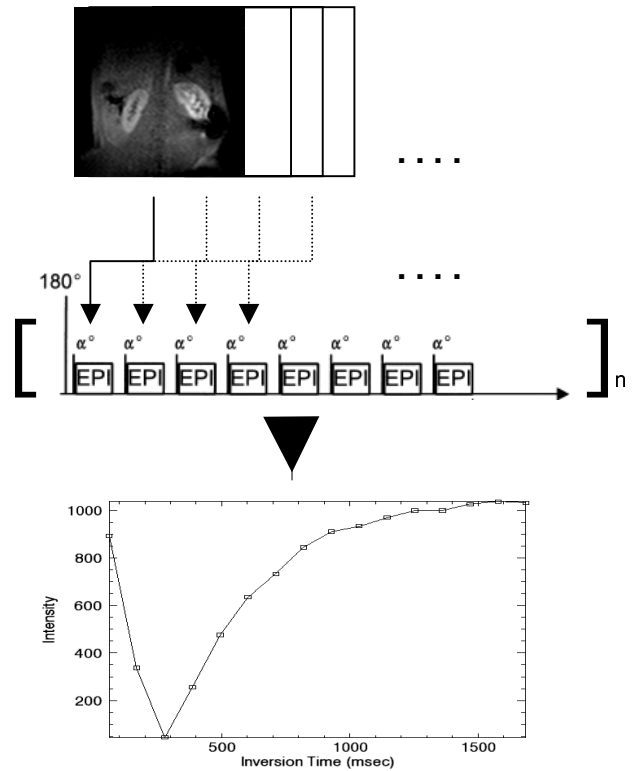 . . . .
. . . .
180°
α° α° α° α° α° α° α° α°
[ EPI EPI EPI EPI EPI EPI EPI EPI ] n
1000
800
600
400
200
Intensity
500 1000 1500
Inversion Time (msec)